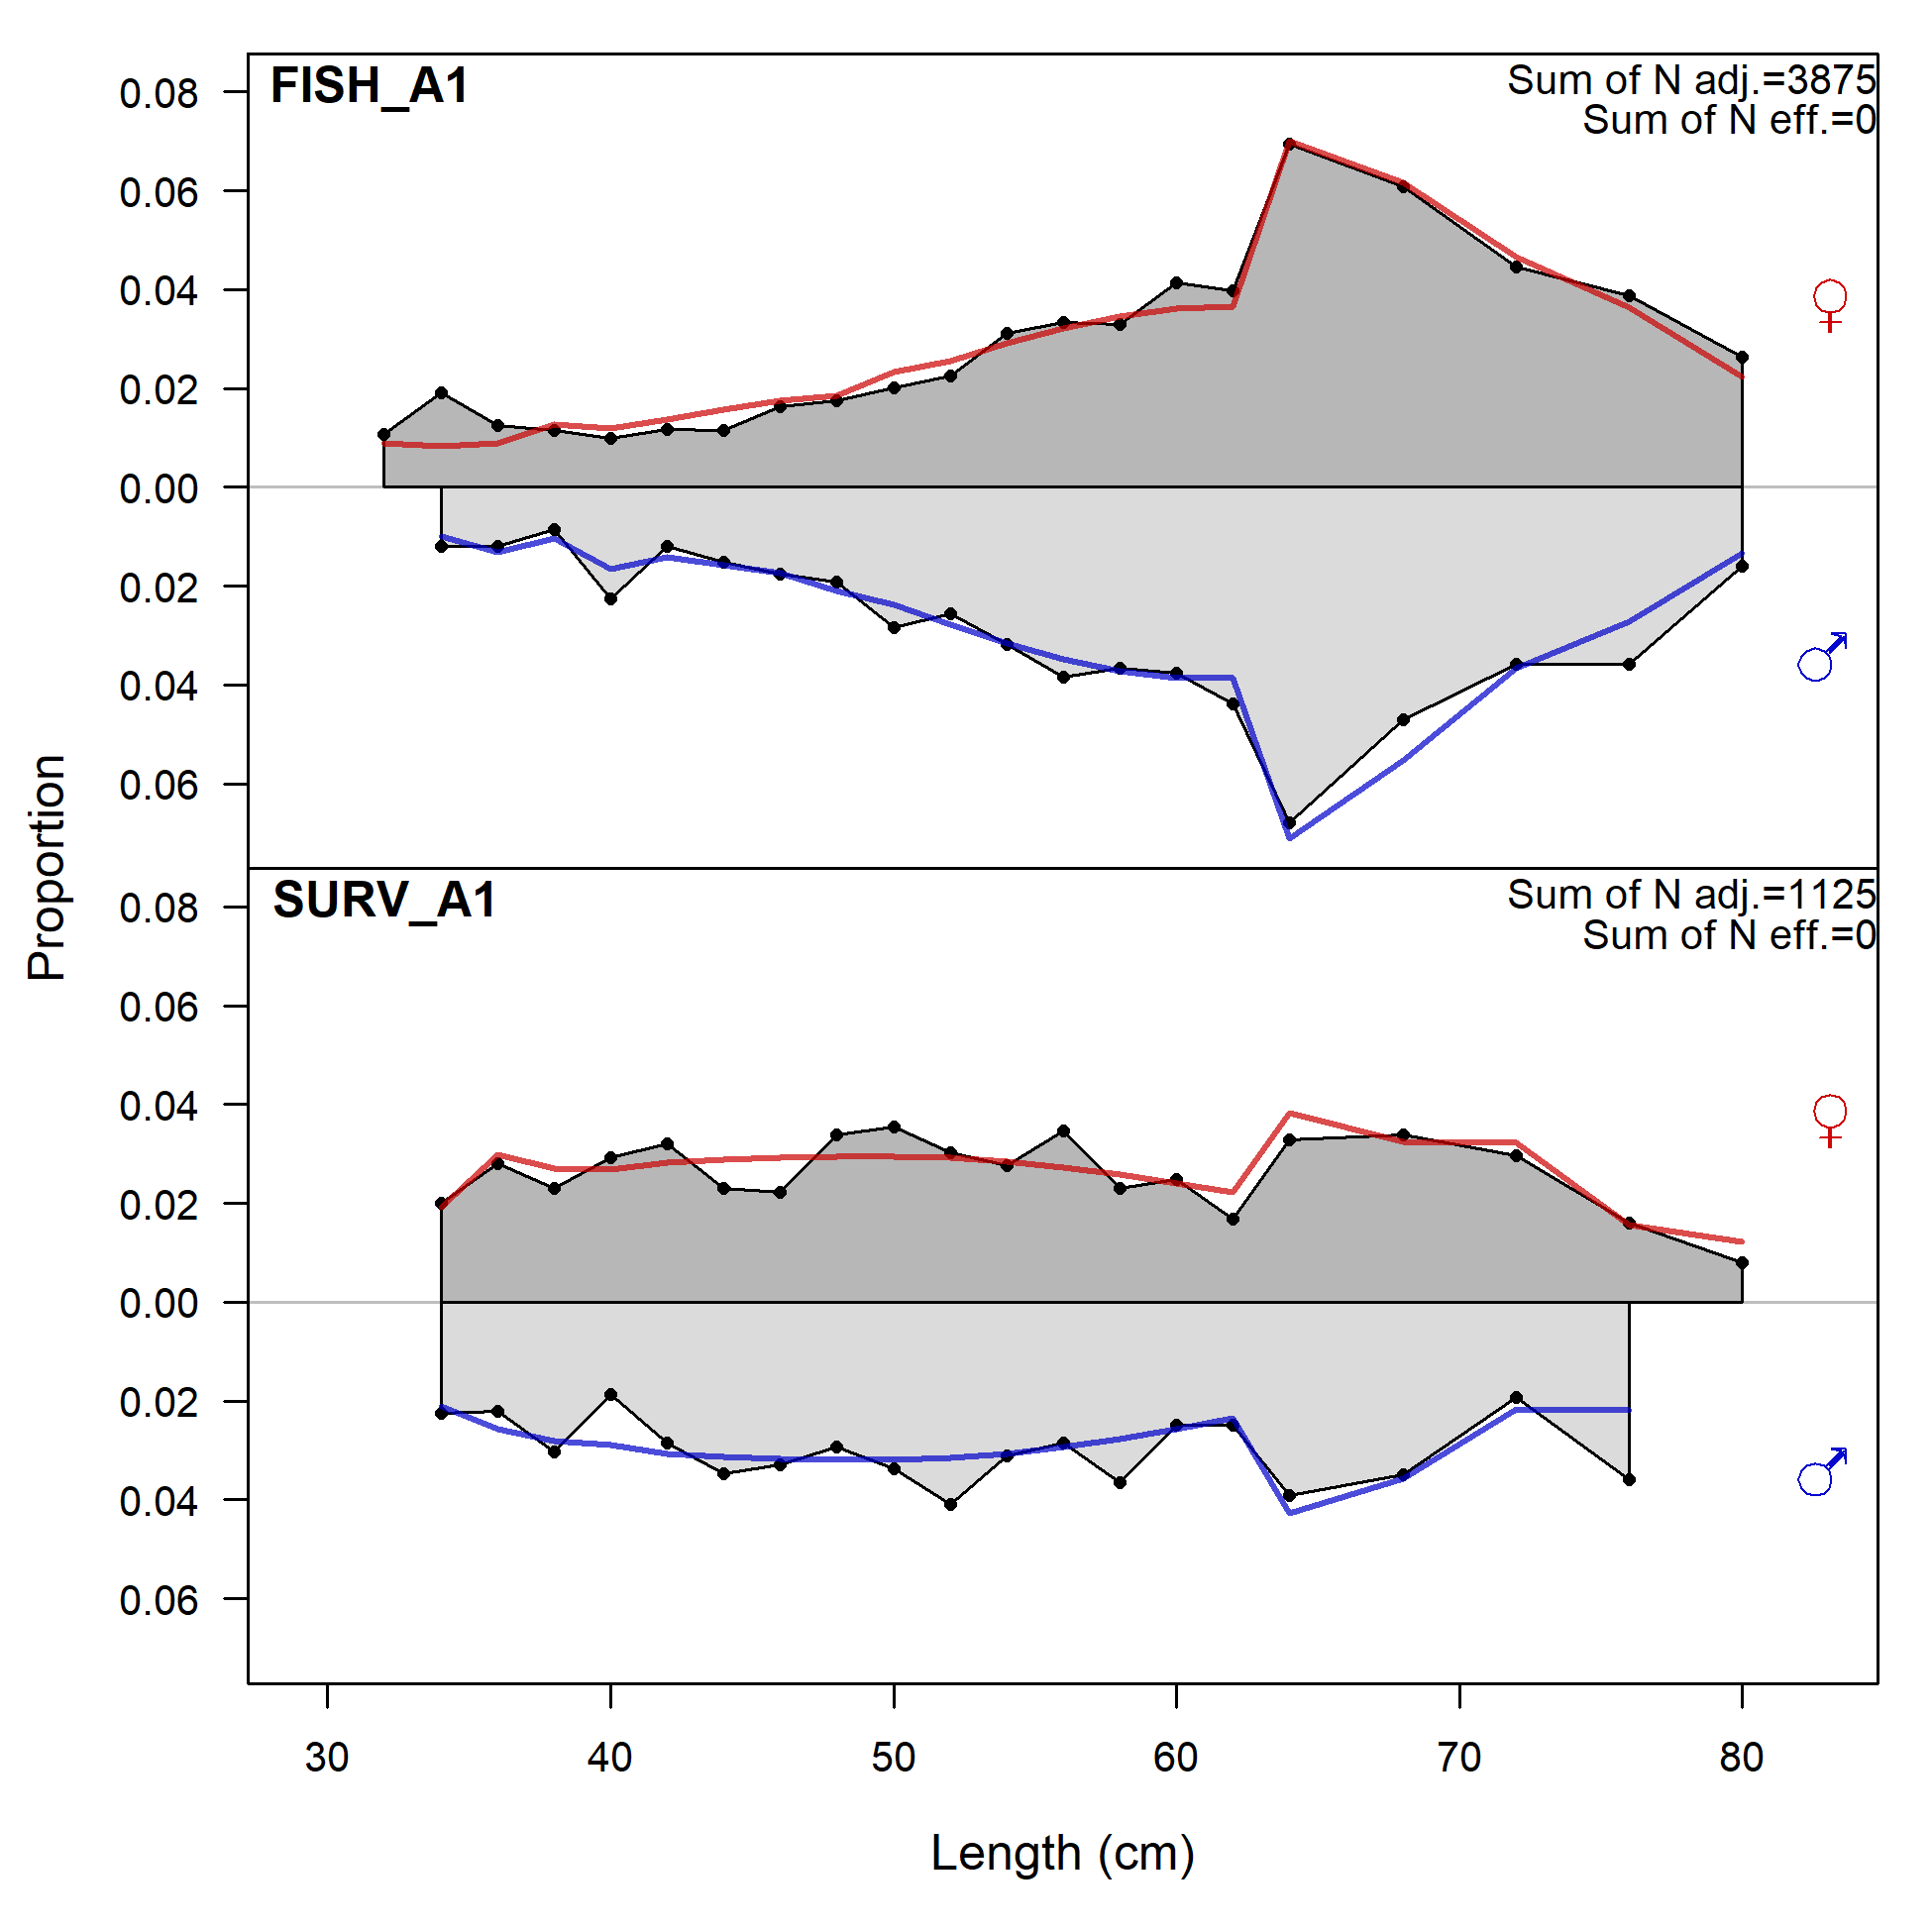 FISH_A1
Sum of N adj.=3875
Sum of N eff.=0
0.08
0.06
0.04
0.02
0.00
0.02
0.04
0.06
♀
♂
SURV_A1
Sum of N adj.=1125
Sum of N eff.=0
0.08
0.06
0.04
0.02
0.00
0.02
0.04
0.06
♀
♂
Proportion
30 40 50 60 70 80
Length (cm)